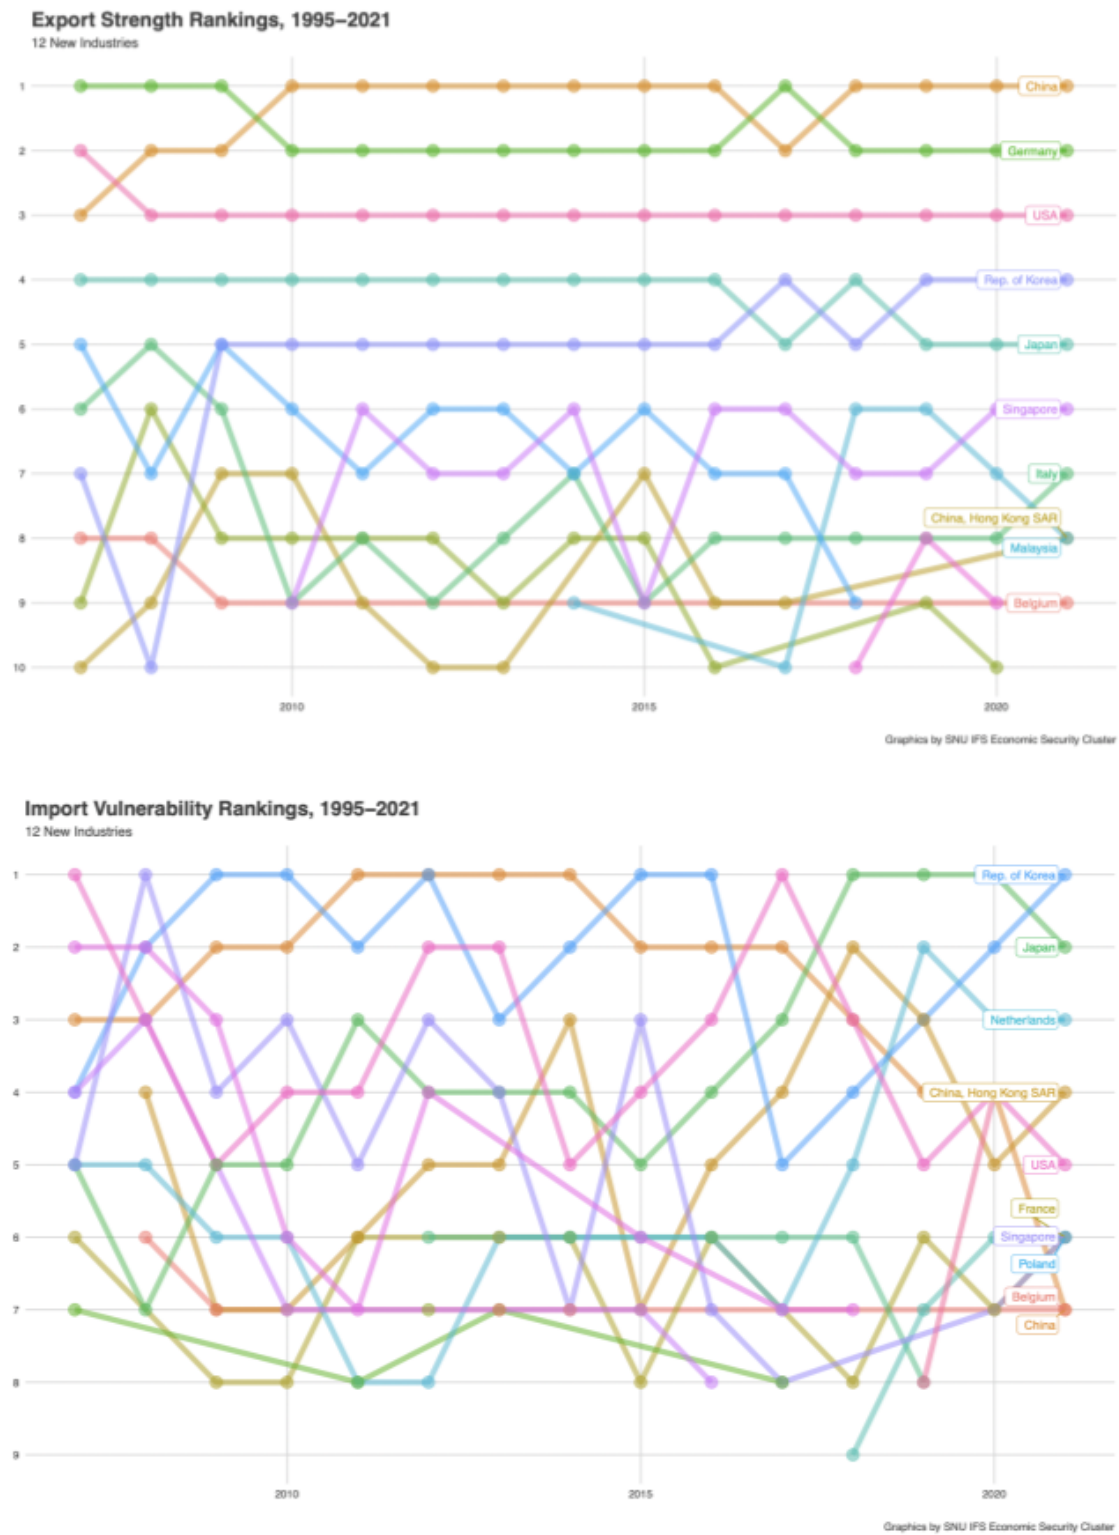 Export Strength Rankings, 1995–2021
12 New Industries
1
China
2
Germany
3
USA
4
Rep. of Korea
5
Japan
6
Singapore
7
Italy
China, Hong Kong SAR
8
Malaysia
9
Belgium
10
2010
2015
2020
Graphics by SNU IFS Economic Security Cluster
Import Vulnerability Rankings, 1995–2021
12 New Industries
1
Rep. of Korea
2
Japan
3
Netherlands
4
China, Hong Kong SAR
5
USA
France
6
Singapore
Poland
Belgium
7
China
8
9
2010
2015
2020
Graphics by SNU IFS Economic Security Cluster